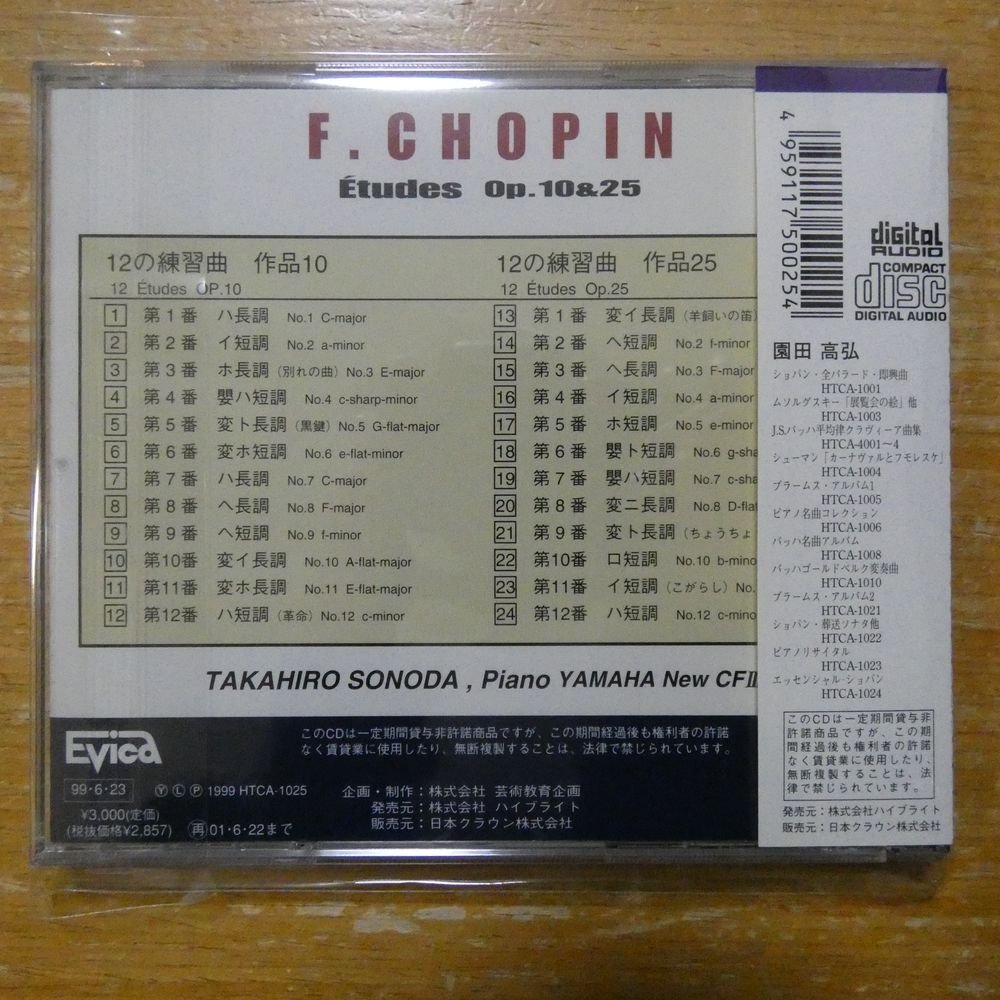 F.CHOPIN
Études Op.10&25
12の練習曲 作品10
12 Études OP.10
1 第1番 ハ長調 No.1 C-major
2 第2番 イ短調 No.2 a-minor
3 第3番 ホ長調(別れの曲) No.3 E-major
4 第4番 嬰ハ短調 No.4 c-sharp-minor
5 第5番 変ト長調(黒鍵) No.5 G-flat-major
6 第6番 変ホ短調 No.6 e-flat-minor
7 第7番 ハ長調 No.7 C-major
8 第8番 ヘ長調 No.8 F-major
9 第9番 ヘ短調 No.9 f-minor
10 第10番 変イ長調 No.10 A-flat-major
11 第11番 変ホ長調 No.11 E-flat-major
12 第12番 ハ短調(革命) No.12 c-minor
12の練習曲 作品25
12 Études Op.25
13 第1番 変イ長調(羊飼いの笛)
14 第2番 ヘ短調 No.2 f-minor
15 第3番 ヘ長調 No.3 F-major
16 第4番 イ短調 No.4 a-minor
17 第5番 ホ短調 No.5 e-minor
18 第6番 嬰ト短調 No.6 g-sha
19 第7番 嬰ハ短調 No.7 c-sha
20 第8番 変ニ長調 No.8 D-flat
21 第9番 変ト長調(ちょうちょ
22 第10番 ロ短調 No.10 b-minor
23 第11番 イ短調(こがらし) No.
24 第12番 ハ短調 No.12 c-minor
TAKAHIRO SONODA , Piano YAMAHA New CFⅢ
Evica
このCDは一定期間貸与非許諾商品ですが、この期間経過後も権利者の許諾
なく賃貸業に使用したり、無断複製することは、法律で禁じられています。
99・6・23
Ⓨ Ⓛ Ⓟ 1999 HTCA-1025
¥3,000(定価)
(税抜価格¥2,857)
再 01・6・22まで
企画・制作:株式会社 芸術教育企画
発売元:株式会社 ハイブライト
販売元:日本クラウン株式会社
4 959117 500254
digital
AUDIO
COMPACT
disc
DIGITAL AUDIO
園田 高弘
ショパン・全バラード・即興曲
HTCA-1001
ムソルグスキー「展覧会の絵」他
HTCA-1003
J.S.バッハ平均律クラヴィーア曲集
HTCA-4001〜4
シューマン「カーナヴァルとフモレスケ」
HTCA-1004
ブラームス・アルバム1
HTCA-1005
ピアノ名曲コレクション
HTCA-1006
バッハ名曲アルバム
HTCA-1008
バッハゴールドベルク変奏曲
HTCA-1010
ブラームス・アルバム2
HTCA-1021
ショパン・葬送ソナタ他
HTCA-1022
ピアノリサイタル
HTCA-1023
エッセンシャル・ショパン
HTCA-1024
このCDは一定期間貸与非
許諾商品ですが、この期
間経過後も権利者の許諾
なく賃貸業に使用したり、
無断複製することは、法
律で禁じられています。
発売元:株式会社ハイブライト
販売元:日本クラウン株式会社